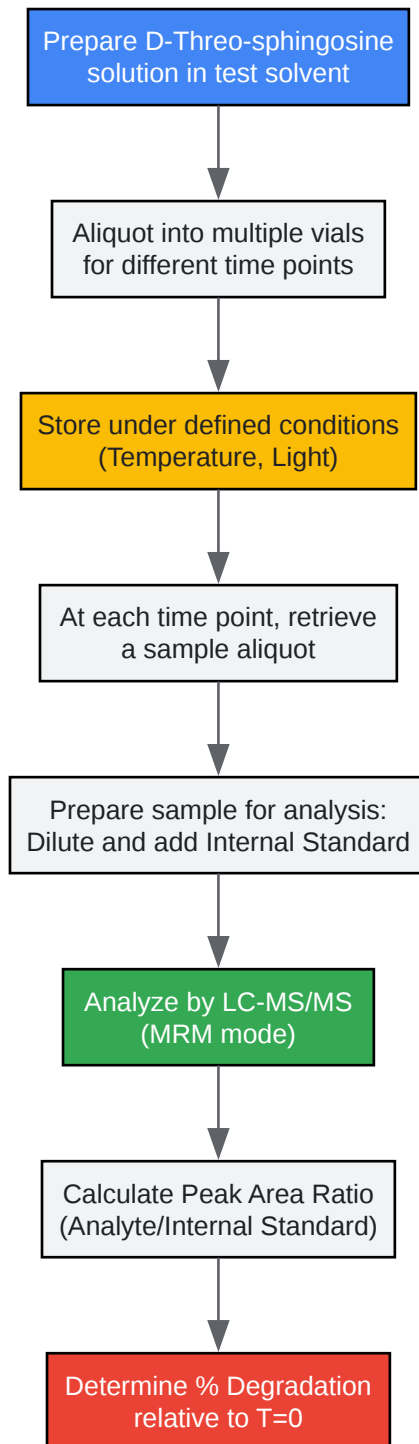 Prepare D-Threo-sphingosine
solution in test solvent
Aliquot into multiple vials
for different time points
Store under defined conditions
(Temperature, Light)
At each time point, retrieve
a sample aliquot
Prepare sample for analysis:
Dilute and add Internal Standard
Analyze by LC-MS/MS
(MRM mode)
Calculate Peak Area Ratio
(Analyte/Internal Standard)
Determine % Degradation
relative to T=0